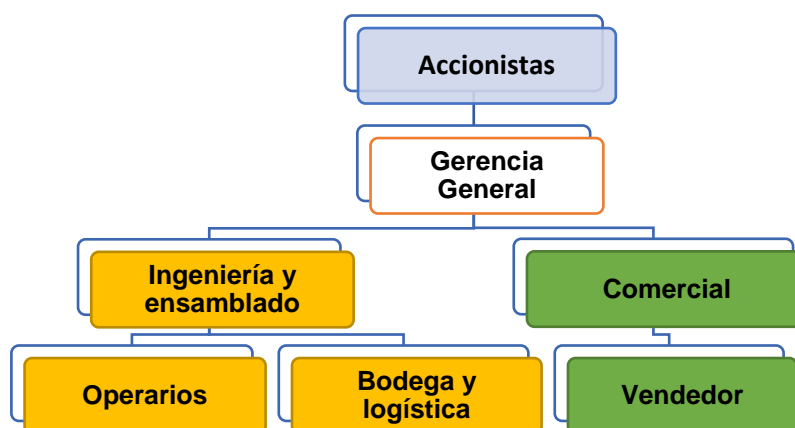 Accionistas
Gerencia
General
Ingeniería y
ensamblado
Comercial
Operarios
Bodega y
logística
Vendedor